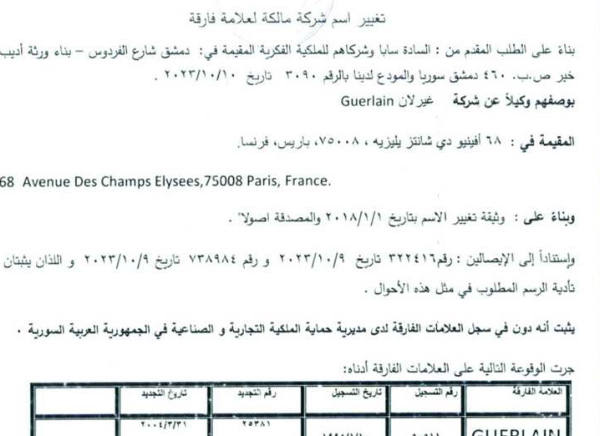 تغيير اسم شركة مالكة لعلامة فارقة
بناءً على الطلب المقدم من : السادة سابا وشركاهم للملكية الفكرية المقيمة في: دمشق شارع الفردوس – بناء ورثة أديب
خير ص.ب. ٤٦٠ دمشق سوريا والمودع لدينا بالرقم ٣٠٩٠ تاريخ ٢٠٢٣/١٠/١٠ .
بوصفهم وكيلاً عن شركة غيرلان Guerlain
المقيمة في : ٦٨ أفينيو دي شانتز يليزيه ، ٧٥٠٠٨، باريس، فرنسا.
68 Avenue Des Champs Elysees,75008 Paris, France.
وبناءً على : وثيقة تغيير الاسم بتاريخ ٢٠١٨/١/١ والمصدقة اصولاً .
وإستناداً إلى الإيصالين : رقم ٣٢٢٤١٦ تاريخ ٢٠٢٣/١٠/٩ و رقم ٧٣٨٩٨٤ تاريخ ٢٠٢٣/١٠/٩ و اللذان يثبتان
تأدية الرسم المطلوب في مثل هذه الأحوال .
يثبت أنه دون في سجل العلامات الفارقة لدى مديرية حماية الملكية التجارية و الصناعية في الجمهورية العربية السورية .
جرت الوقوعة التالية على العلامات الفارقة أدناه:
العلامة الفارقة رقم التسجيل تاريخ التسجيل رقم التجديد تاريخ التجديد
GUERLAIN ٢٥٣٨١ ٢٠٠٤/٣/٣١